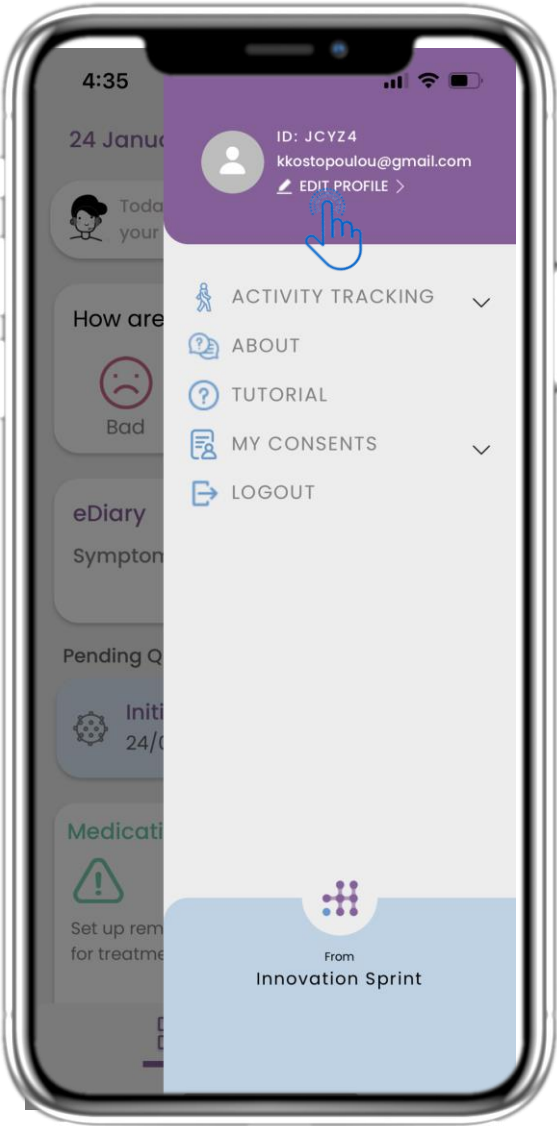 4:35
24 Janua
ID: JCYZ4
kkostopoulou@gmail.com
EDIT PROFILE
Toda
your
How are
Bad
eDiary
Symptom
Pending Q
Initi
24/0
Medicati
Set up rem
for treatme
ACTIVITY TRACKING
ABOUT
TUTORIAL
MY CONSENTS
LOGOUT
From
Innovation Sprint